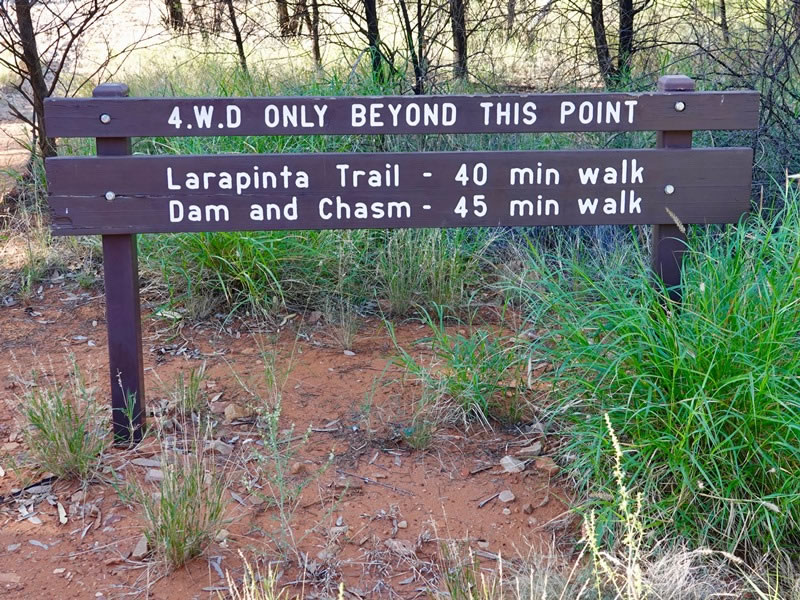 4.W.D ONLY BEYOND THIS POINT
Larapinta Trail - 40 min walk
Dam and Chasm - 45 min walk